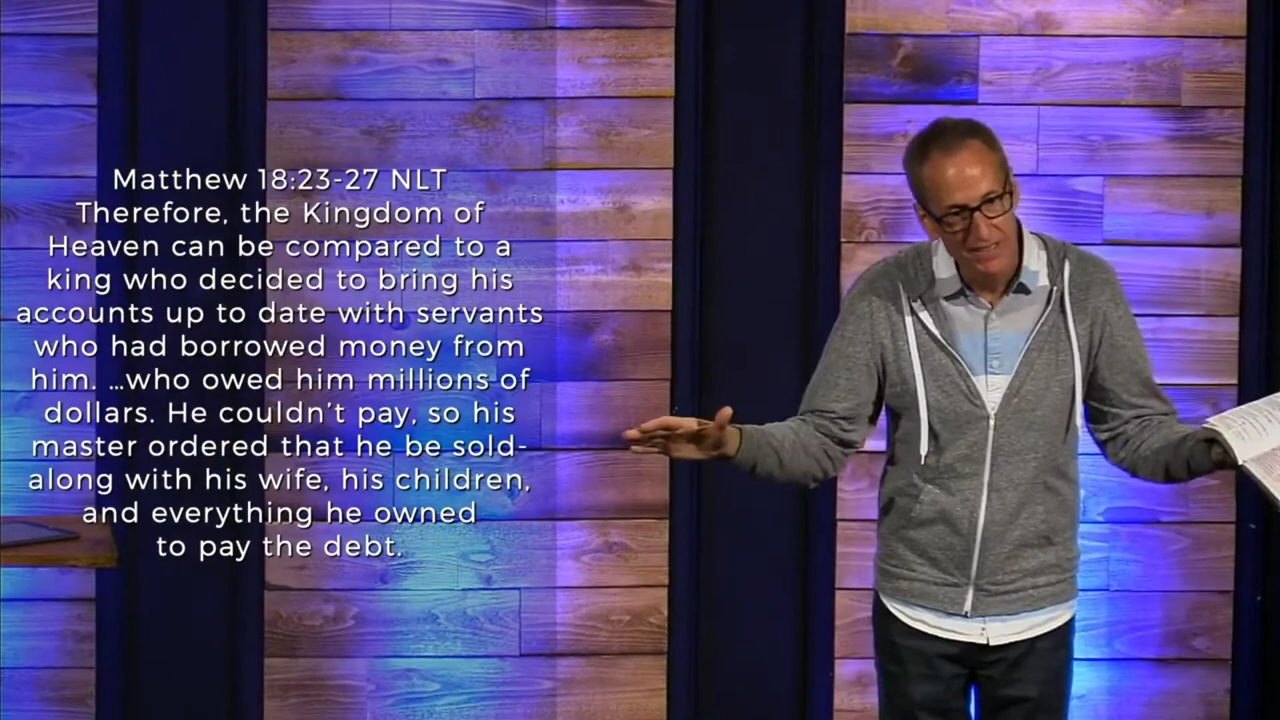 Matthew 18:23-27 NLT
Therefore, the Kingdom of
Heaven can be compared to a
king who decided to bring his
accounts up to date with servants
who had borrowed money from
him. …who owed him millions of
dollars. He couldn’t pay, so his
master ordered that he be sold-
along with his wife, his children,
and everything he owned
to pay the debt.